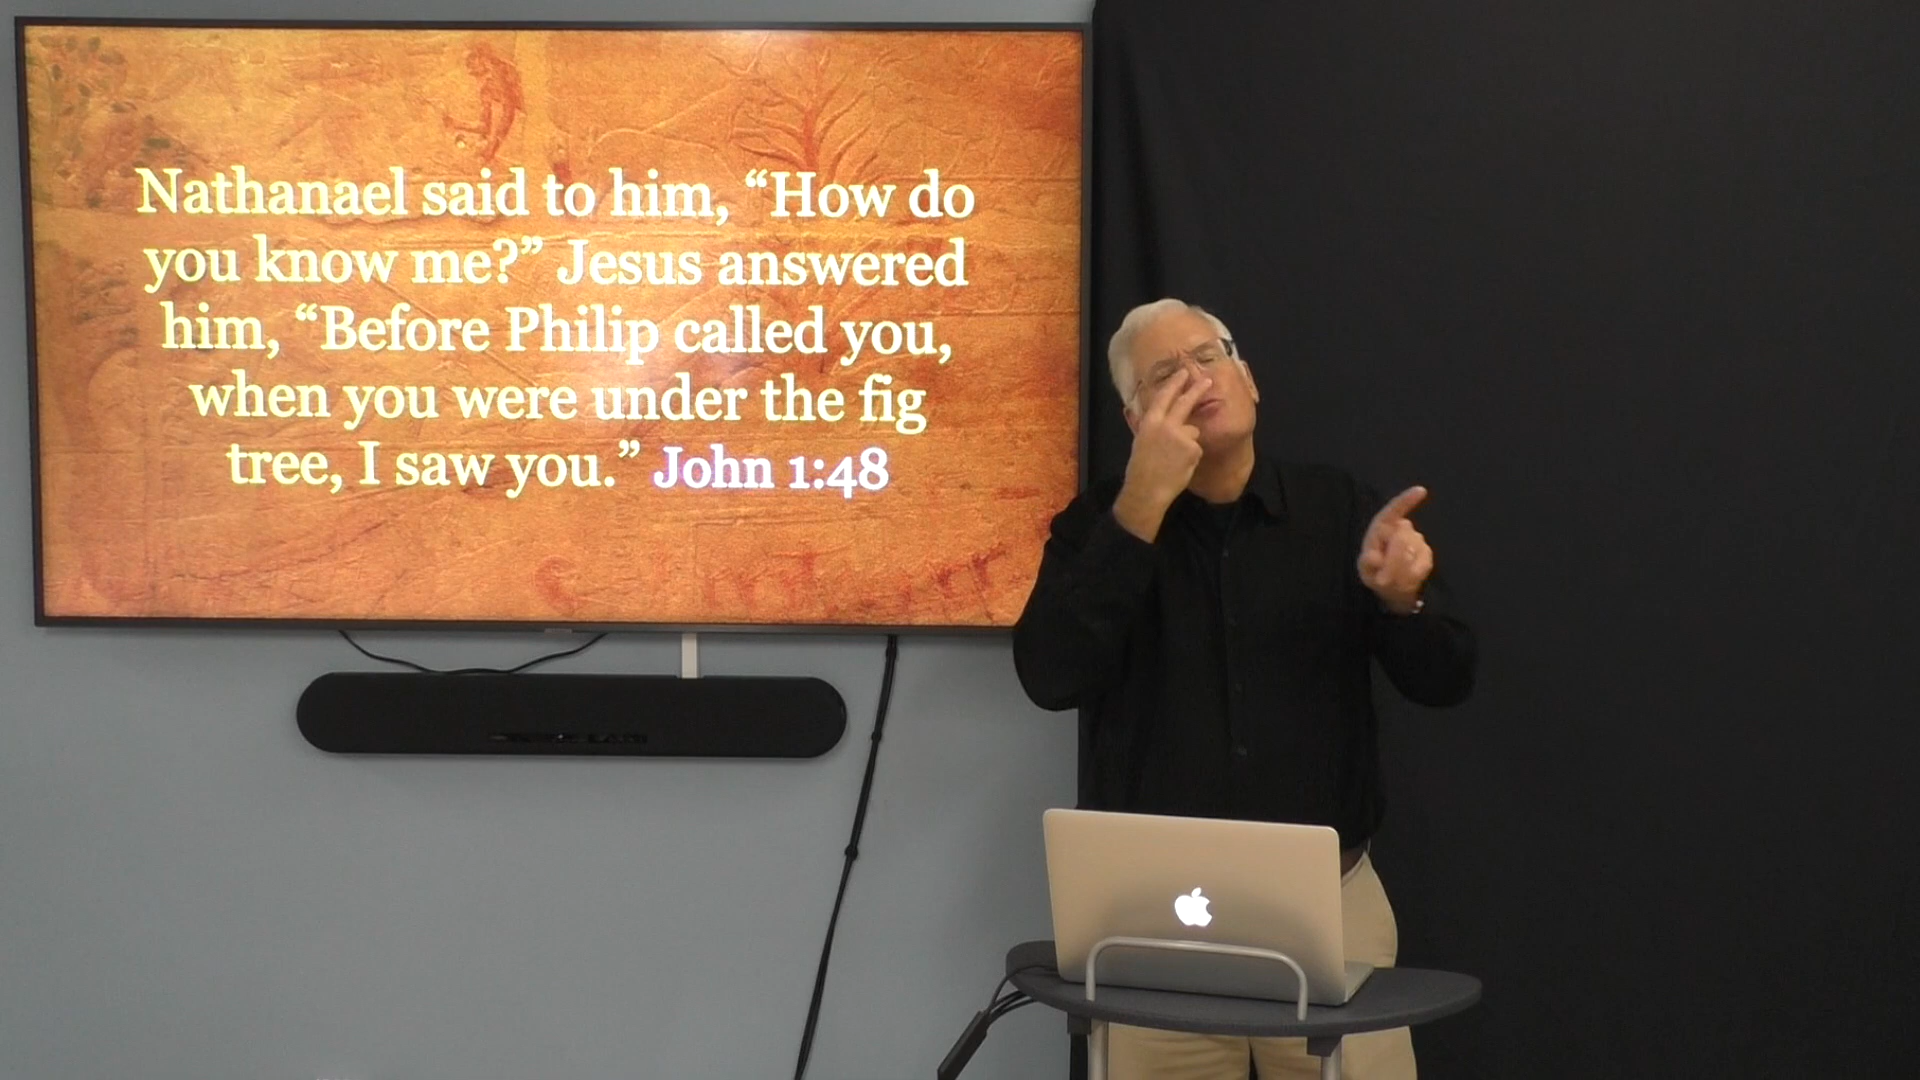 Nathanael said to him, “How do
you know me?” Jesus answered
him, “Before Philip called you,
when you were under the fig
tree, I saw you.” John 1:48